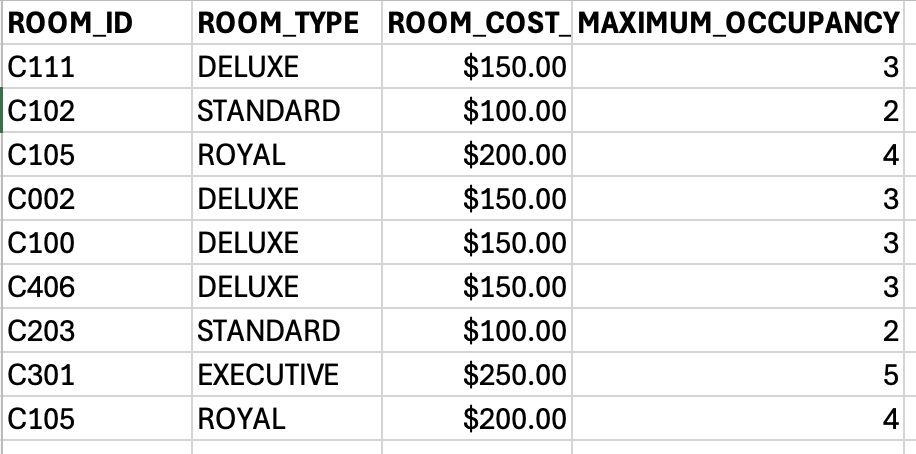 ROOM_ID ROOM_TYPE ROOM_COST_ MAXIMUM_OCCUPANCY
C111 DELUXE $150.00 3
C102 STANDARD $100.00 2
C105 ROYAL $200.00 4
C002 DELUXE $150.00 3
C100 DELUXE $150.00 3
C406 DELUXE $150.00 3
C203 STANDARD $100.00 2
C301 EXECUTIVE $250.00 5
C105 ROYAL $200.00 4